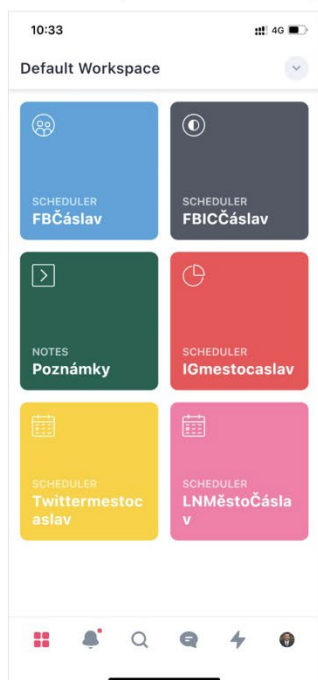 10:33
4G
Default Workspace
SCHEDULER
FBČáslav
SCHEDULER
FBICČáslav
NOTES
Poznámky
SCHEDULER
IGmestocaslav
SCHEDULER
Twittermestoc
aslav
SCHEDULER
LNMěstoČásla
v